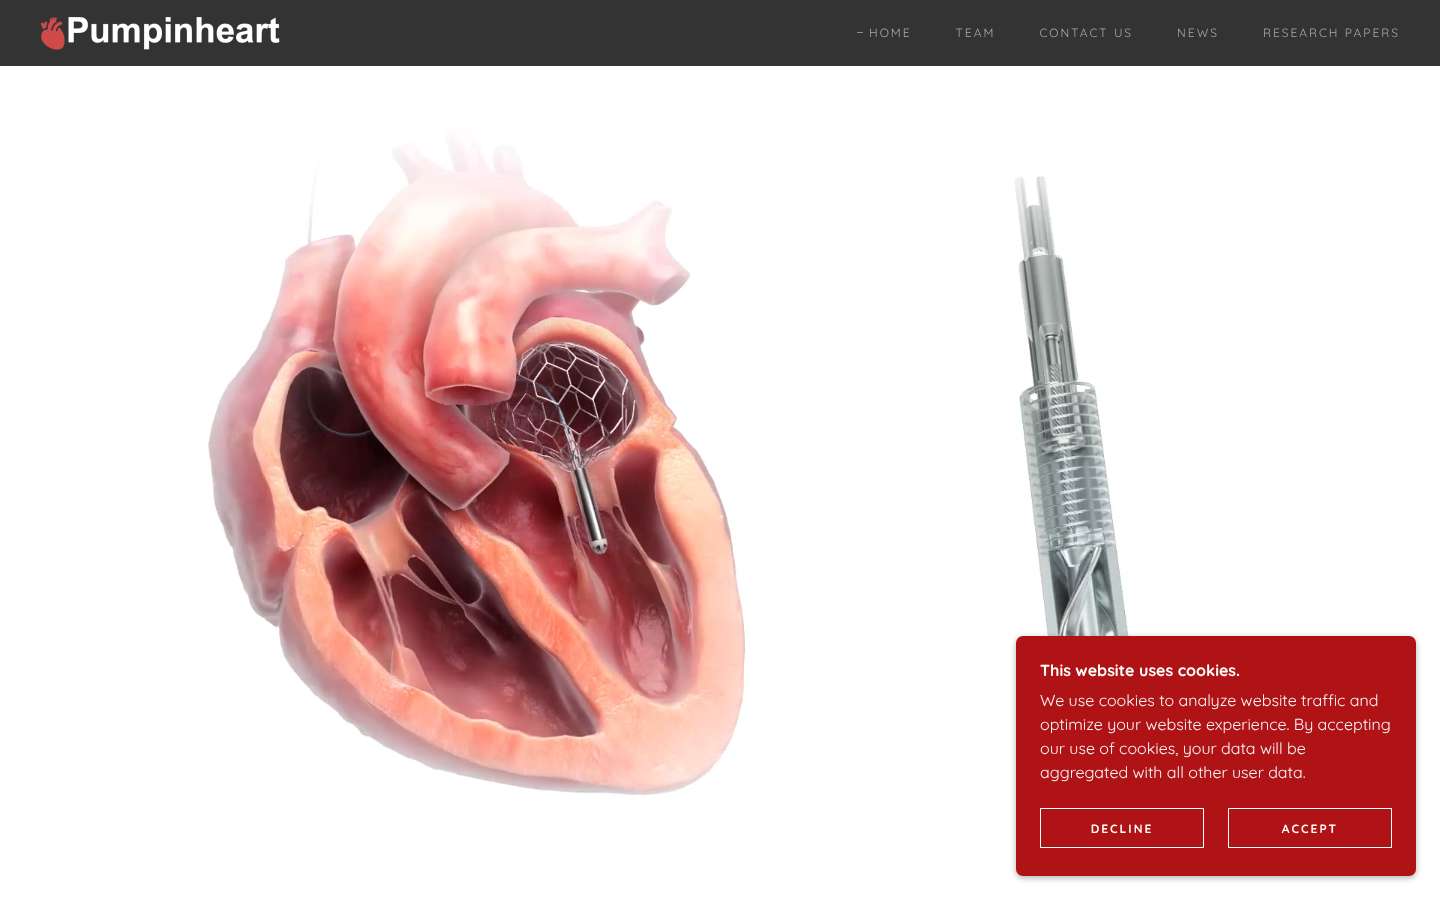 Pumpinheart
– HOME
TEAM
CONTACT US
NEWS
RESEARCH PAPERS
This website uses cookies.
We use cookies to analyze website traffic and
optimize your website experience. By accepting
our use of cookies, your data will be
aggregated with all other user data.
DECLINE
ACCEPT